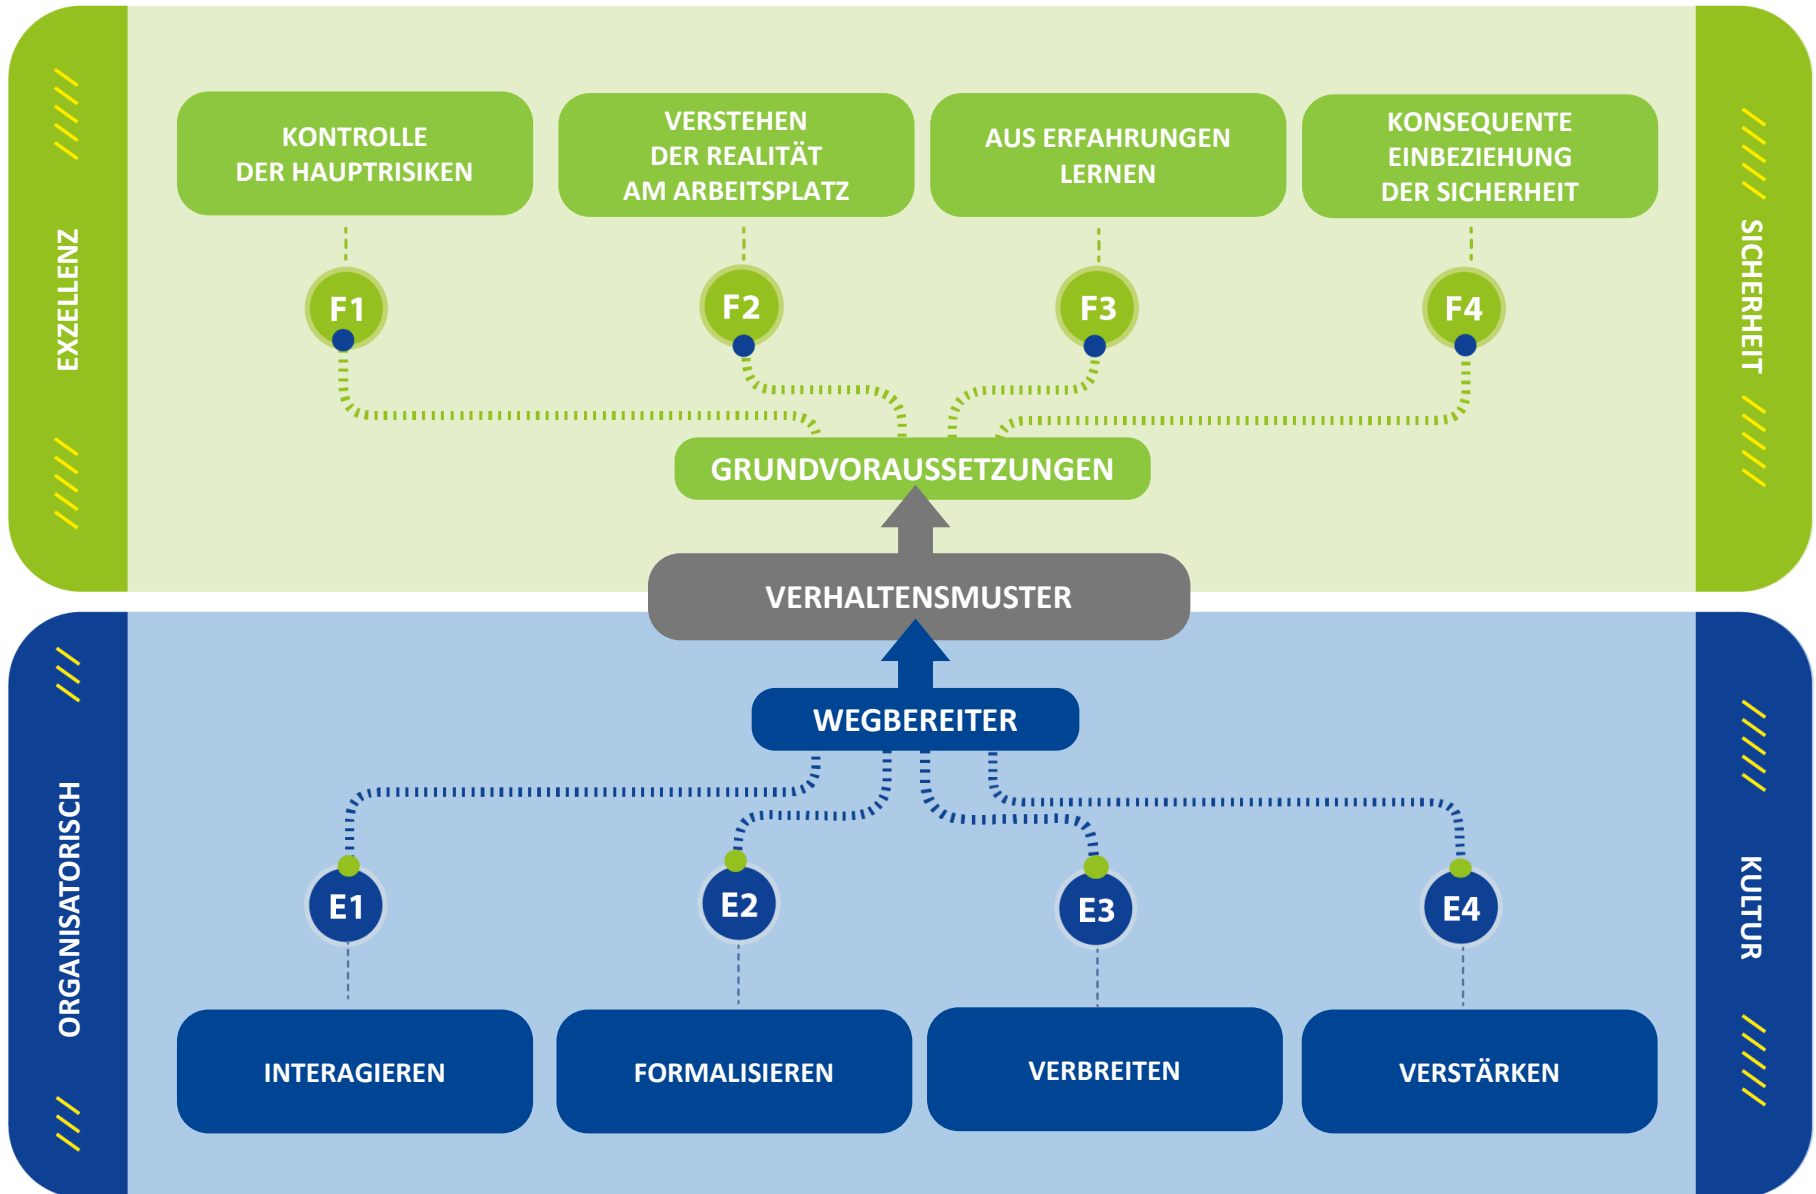 EXZELLENZ
SICHERHEIT
KONTROLLE
DER HAUPTRISIKEN
VERSTEHEN
DER REALITÄT
AM ARBEITSPLATZ
AUS ERFAHRUNGEN
LERNEN
KONSEQUENTE
EINBEZIEHUNG
DER SICHERHEIT
F1
F2
F3
F4
GRUNDVORAUSSETZUNGEN
VERHALTENSMUSTER
WEGBEREITER
ORGANISATORISCH
KULTUR
E1
E2
E3
E4
INTERAGIEREN
FORMALISIEREN
VERBREITEN
VERSTÄRKEN